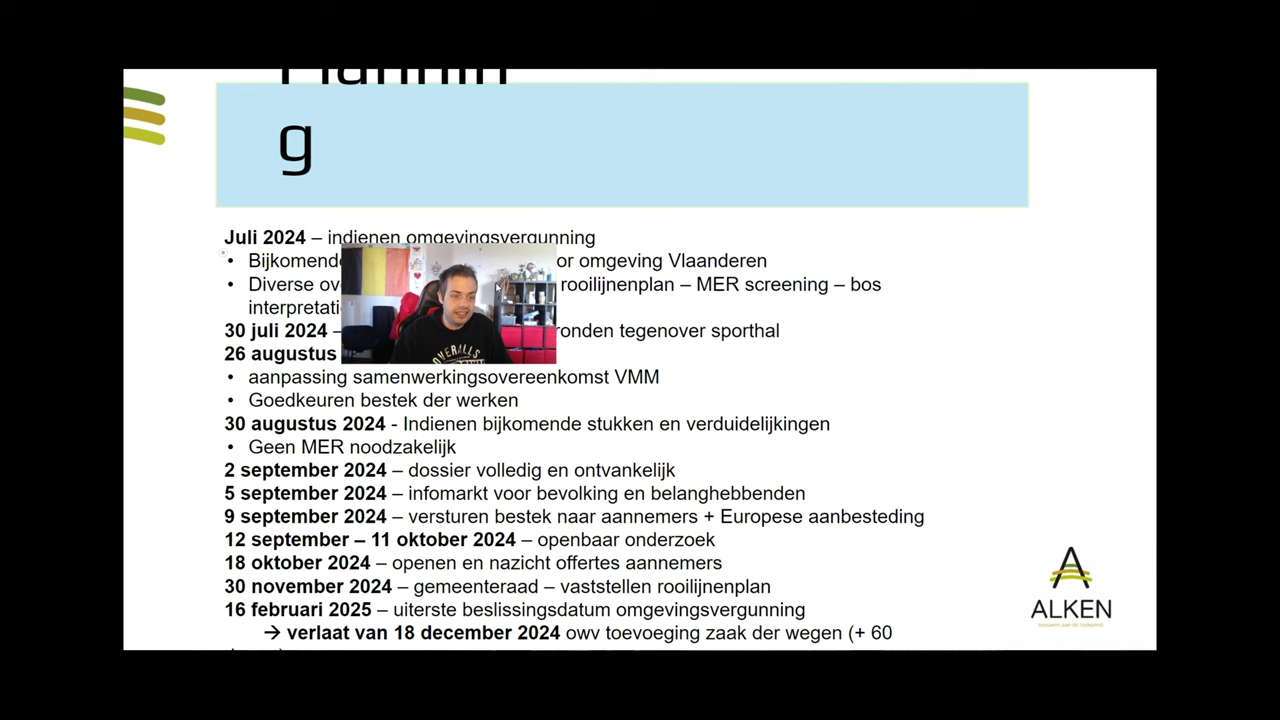 Plannin
g
Juli 2024 – indienen omgevingsvergunning
• Bijkomende or omgeving Vlaanderen
• Diverse ov rooilijnenplan – MER screening – bos
interpretati
30 juli 2024 – ronden tegenover sporthal
26 augustus
• aanpassing samenwerkingsovereenkomst VMM
• Goedkeuren bestek der werken
30 augustus 2024 - Indienen bijkomende stukken en verduidelijkingen
• Geen MER noodzakelijk
2 september 2024 – dossier volledig en ontvankelijk
5 september 2024 – infomarkt voor bevolking en belanghebbenden
9 september 2024 – versturen bestek naar aannemers + Europese aanbesteding
12 september – 11 oktober 2024 – openbaar onderzoek
18 oktober 2024 – openen en nazicht offertes aannemers
30 november 2024 – gemeenteraad – vaststellen rooilijnenplan
16 februari 2025 – uiterste beslissingsdatum omgevingsvergunning
→ verlaat van 18 december 2024 owv toevoeging zaak der wegen (+ 60
OVERALLS
ALKEN